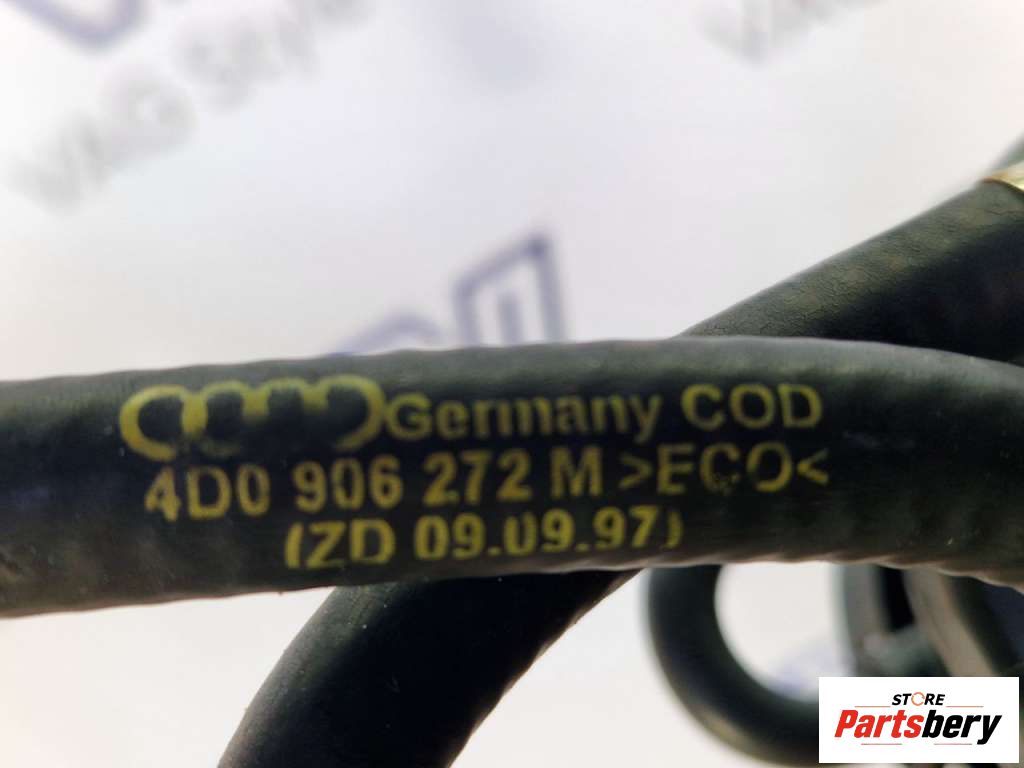 Germany COD
4D0 906 272 M >ECO<
(ZD 09.09.97)
STORE
Partsbery